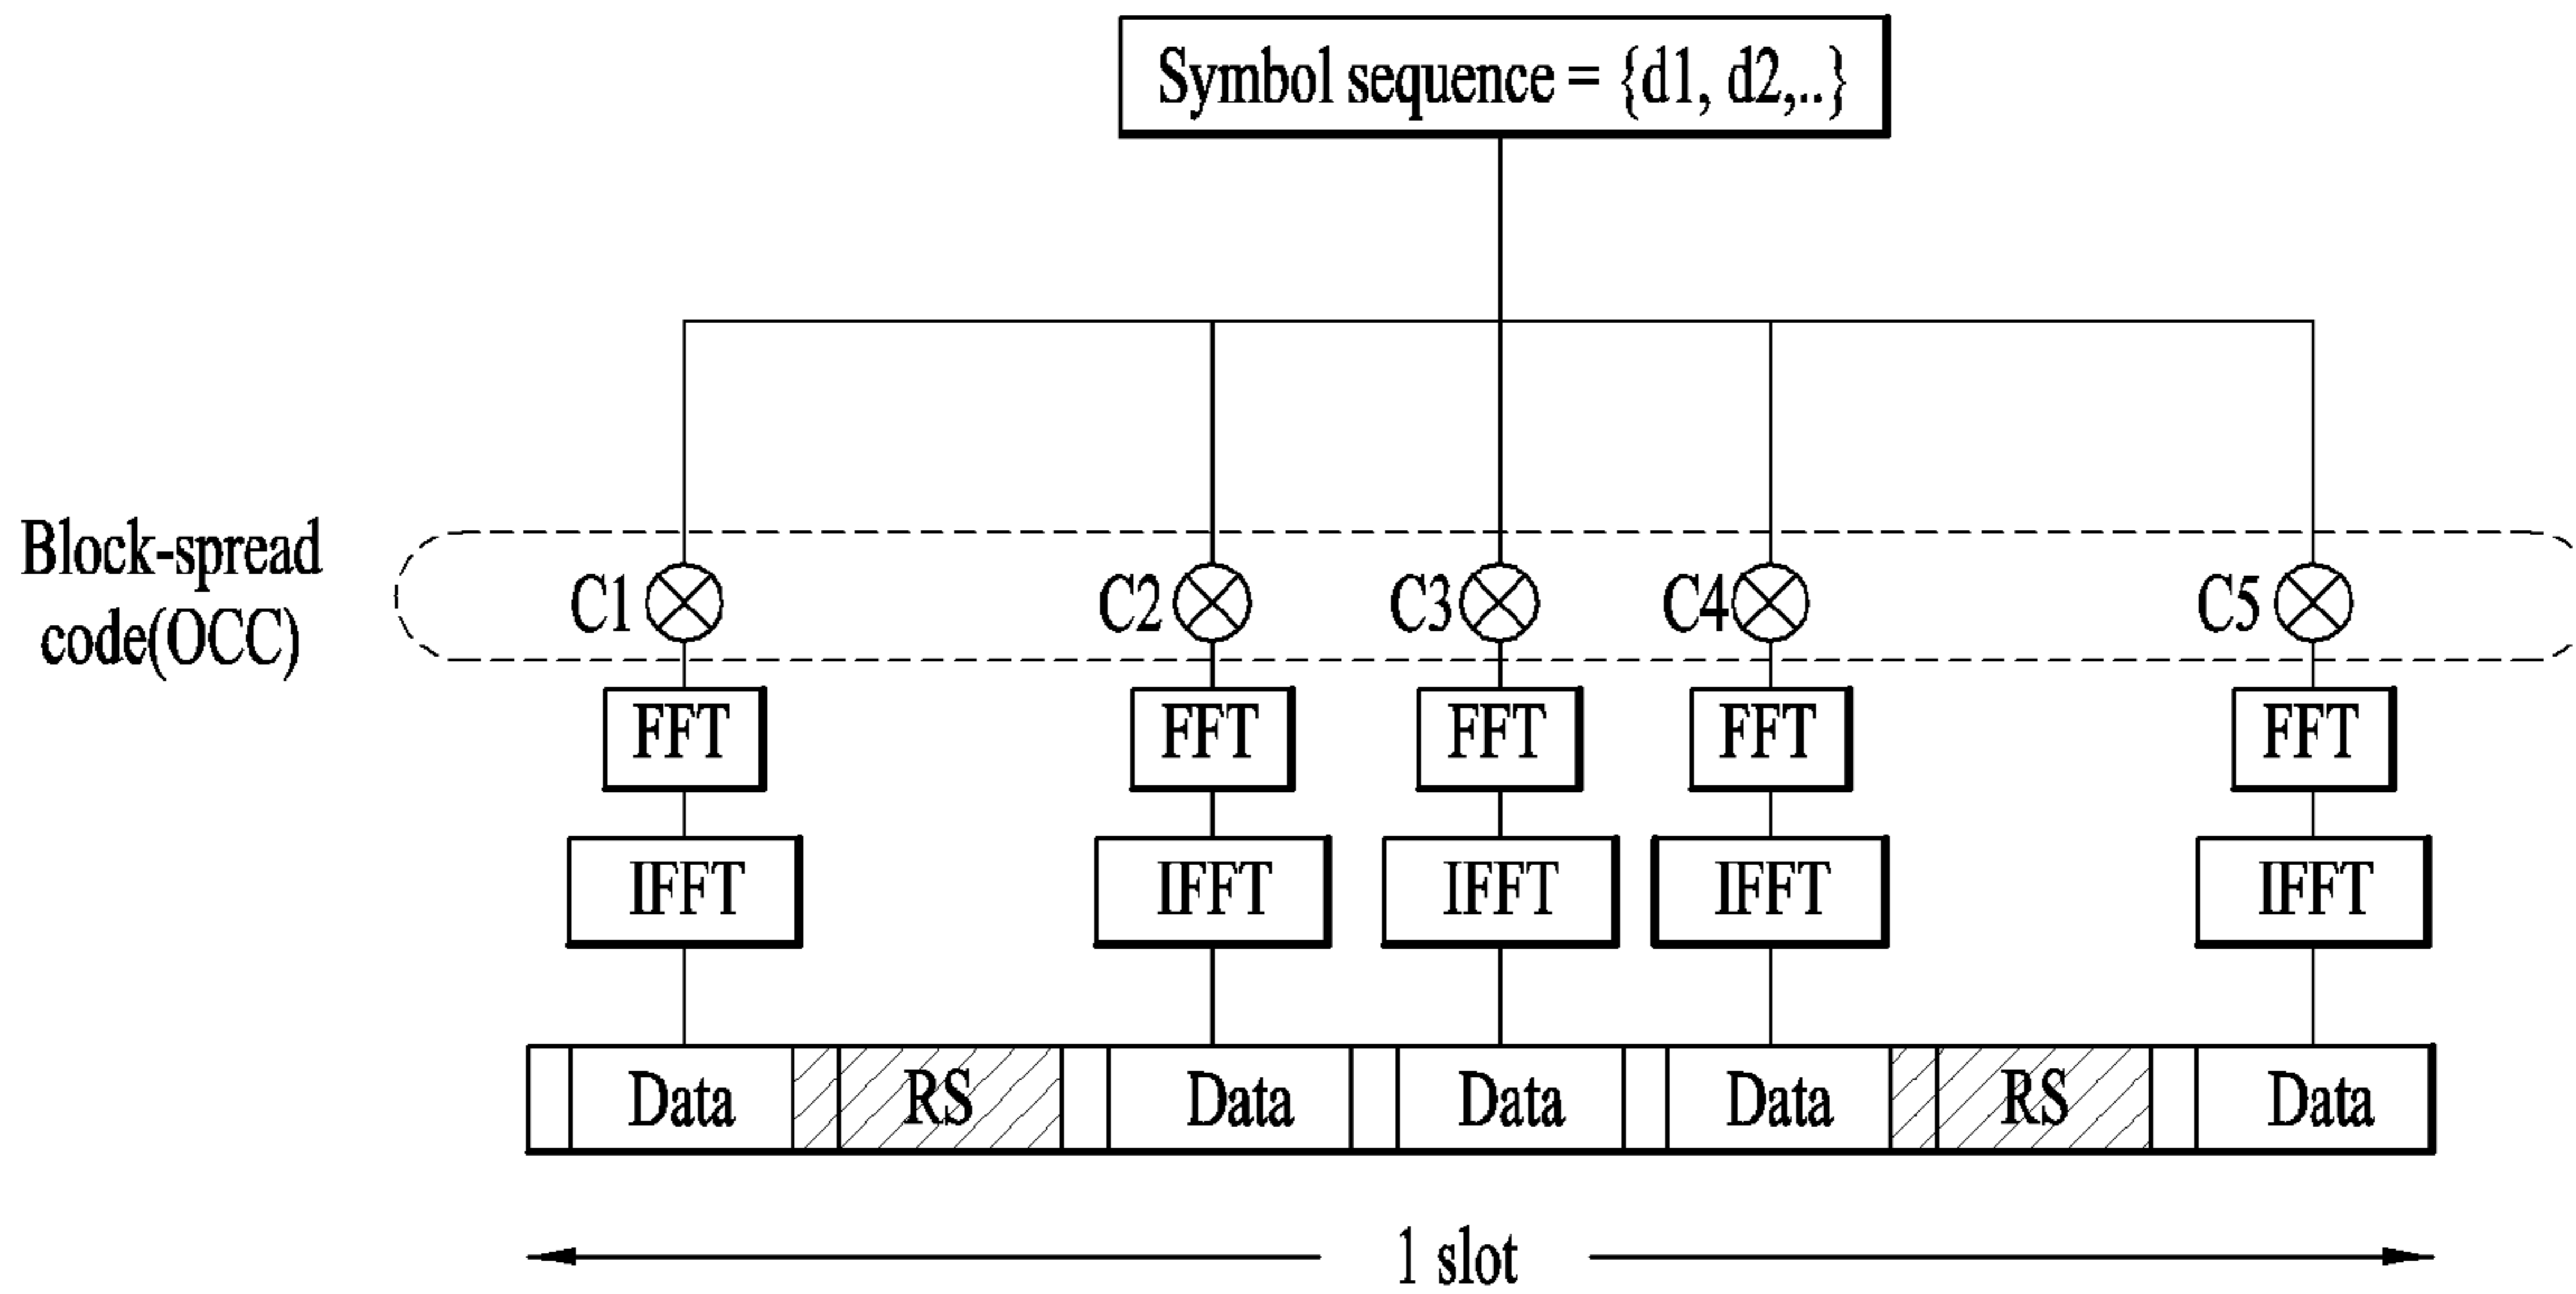 Symbol sequence = {d1, d2,..}
Block-spread
code(OCC)
C1
C2
C3
C4
C5
FFT
FFT
FFT
FFT
FFT
IFFT
IFFT
IFFT
IFFT
IFFT
Data
RS
Data
Data
Data
RS
Data
1 slot